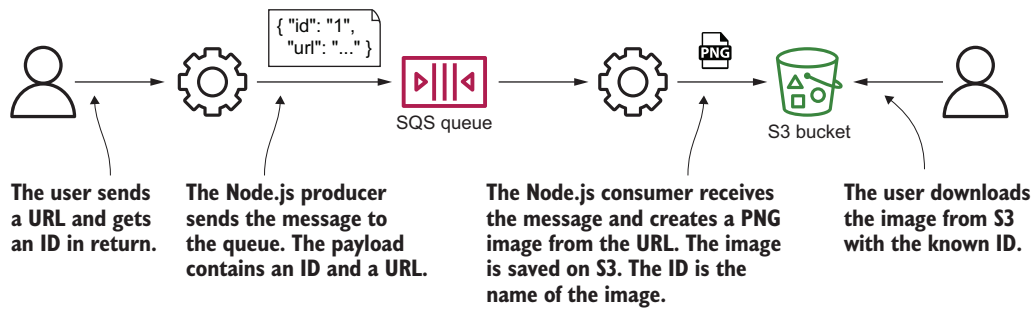 { "id": "1",
"url": "..." }
PNG
SQS queue
S3 bucket
The user sends
a URL and gets
an ID in return.
The Node.js producer
sends the message to
the queue. The payload
contains an ID and a URL.
The Node.js consumer receives
the message and creates a PNG
image from the URL. The image
is saved on S3. The ID is the
name of the image.
The user downloads
the image from S3
with the known ID.